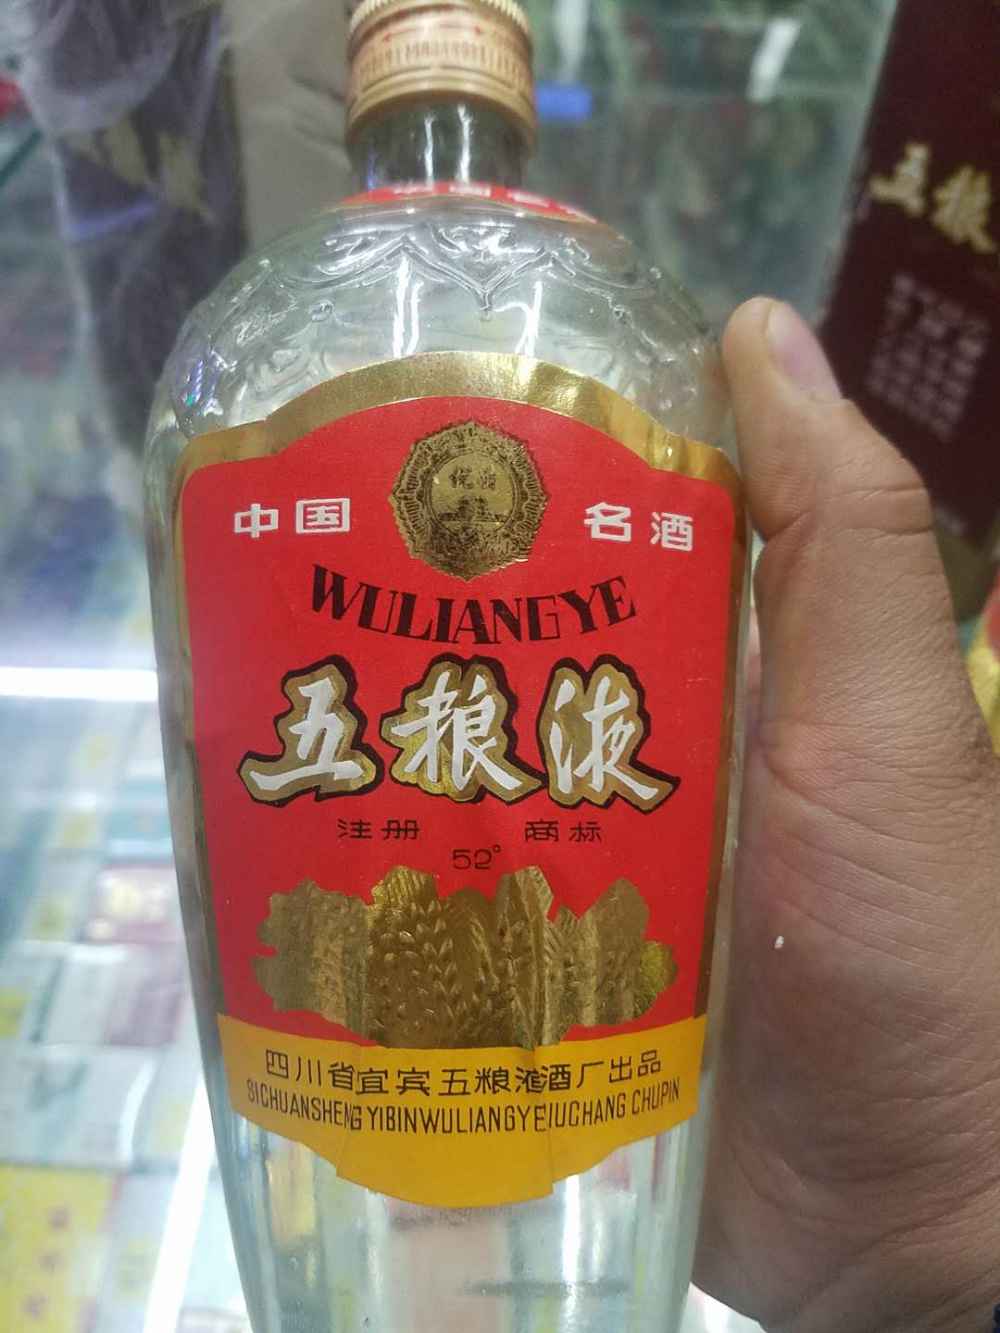 五粮
中国 名酒
WULIANGYE
五粮液
注册 商标
52°
四川省宜宾五粮液酒厂出品
SICHUANSHENG YIBINWULIANGYEJIUCHANG CHUPIN